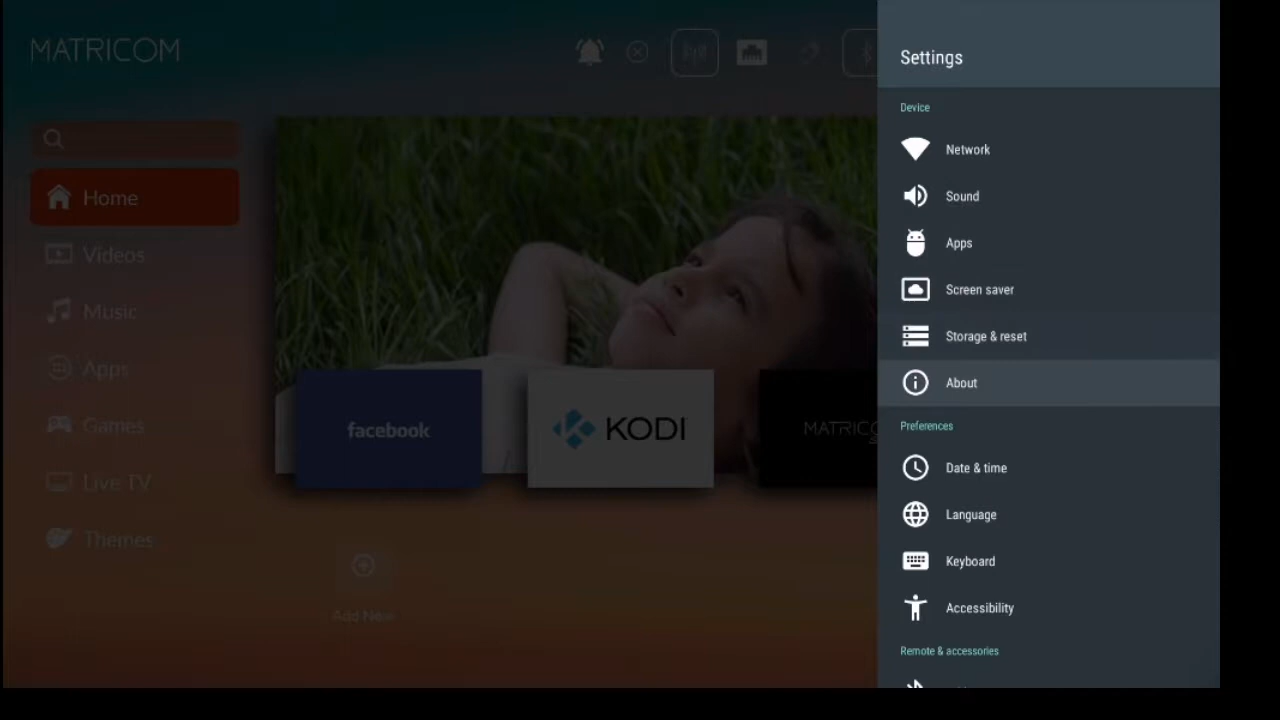 MATRICOM
Home
Videos
Music
Apps
Games
Live TV
Themes
facebook
KODI
Add New
Settings
Device
Network
Sound
Apps
Screen saver
Storage & reset
About
Preferences
Date & time
Language
Keyboard
Accessibility
Remote & accessories